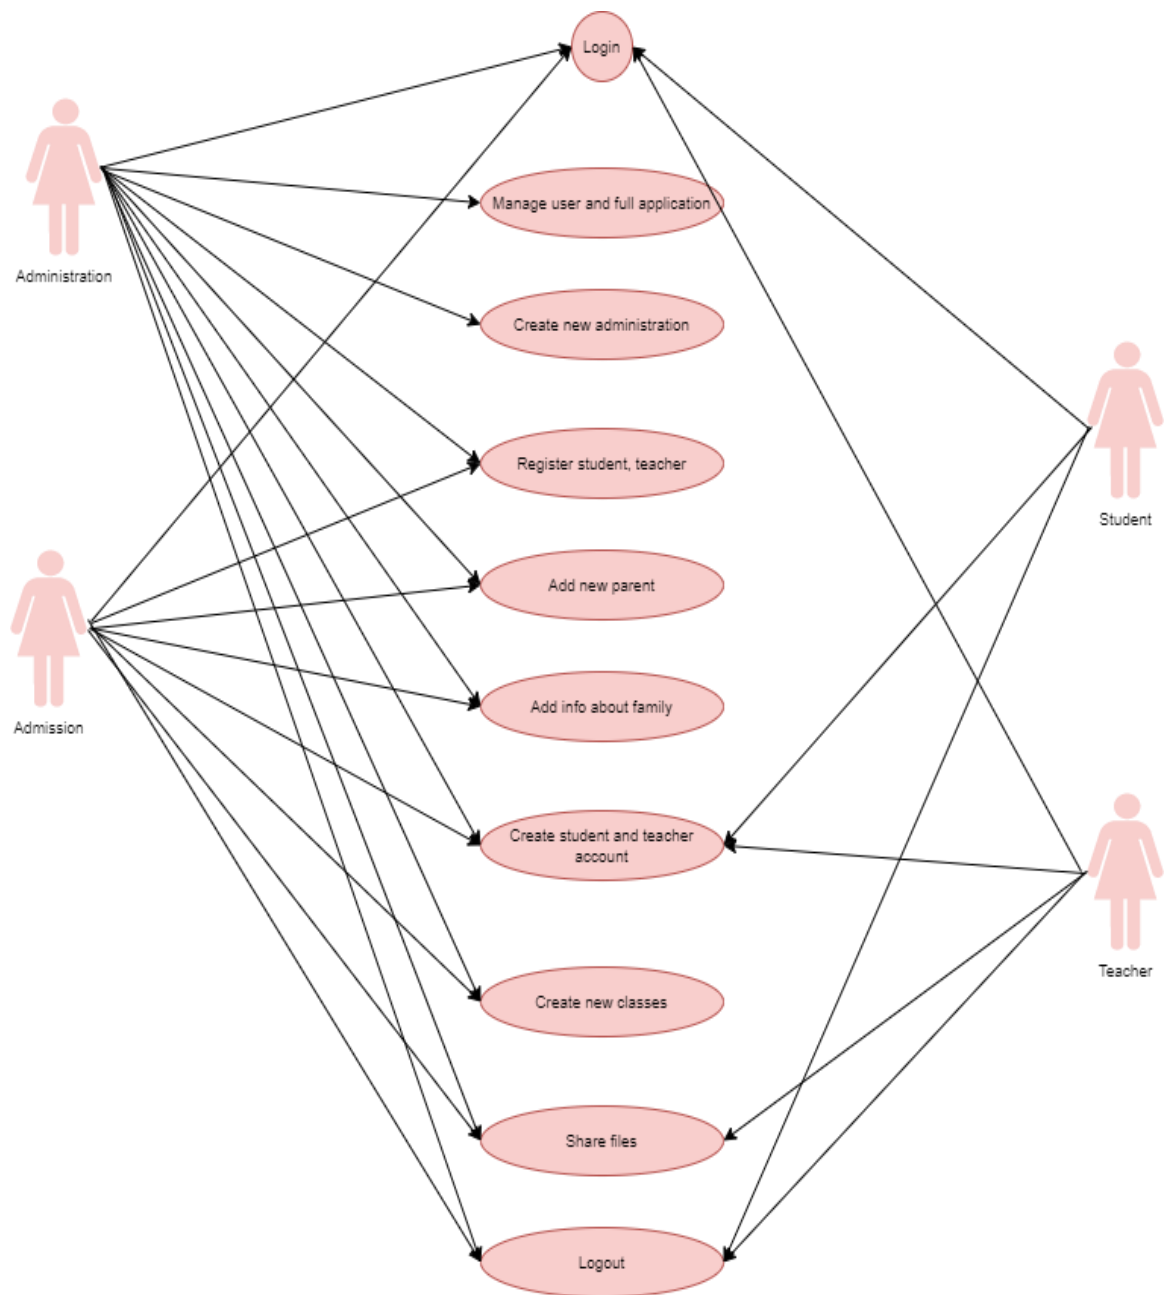 Login
Manage user and full application
Administration
Create new administration
Register student, teacher
Student
Add new parent
Add info about family
Admission
Create student and teacher
account
Teacher
Create new classes
Share files
Logout